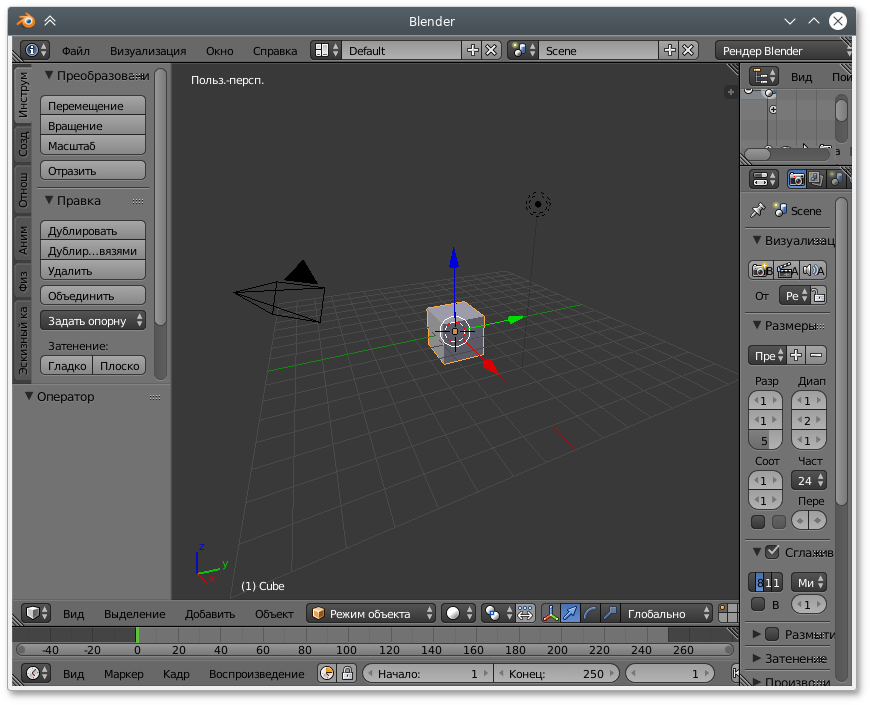 Blender
Файл Визуализация Окно Справка Default Scene Рендер Blender
Инструм
Созд
Отнош
Аним
Физ
Эскизный ка
Преобразовани
Перемещение
Вращение
Масштаб
Отразить
Правка
Дублировать
Дублир...вязями
Удалить
Объединить
Задать опорну
Затенение:
Гладко Плоско
Оператор
Польз.-персп.
z
y
x
(1) Cube
Вид Пои
Scene
Визуализац
От Ре
Размеры
Пре
Разр Диап
1 1
1 2
5 1
Соот Част
1 24
1 Пере
Сглажив
8 11 Ми
В 1
Размыти
Затенение
Производи
Вид Выделение Добавить Объект Режим объекта Глобально
-40 -20 0 20 40 60 80 100 120 140 160 180 200 220 240 260
Вид Маркер Кадр Воспроизведение Начало: 1 Конец: 250 1